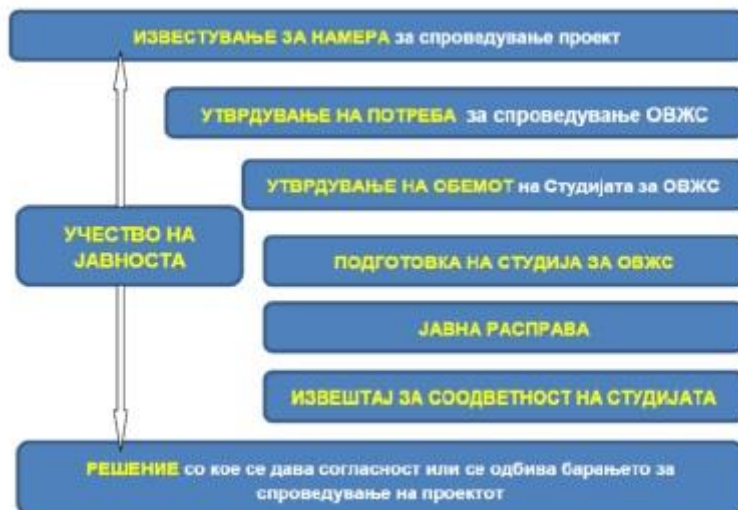 ИЗВЕСТУВАЊЕ ЗА НАМЕРА за спроведување проект
УТВРДУВАЊЕ НА ПОТРЕБА за спроведување ОВЖС
УТВРДУВАЊЕ НА ОБЕМОТ на Студијата за ОВЖС
УЧЕСТВО НА
ЈАВНОСТА
ПОДГОТОВКА НА СТУДИЈА ЗА ОВЖС
ЈАВНА РАСПРАВА
ИЗВЕШТАЈ ЗА СООДВЕТНОСТ НА СТУДИЈАТА
РЕШЕНИЕ со кое се дава согласност или се одбива барањето за
спроведување на проектот